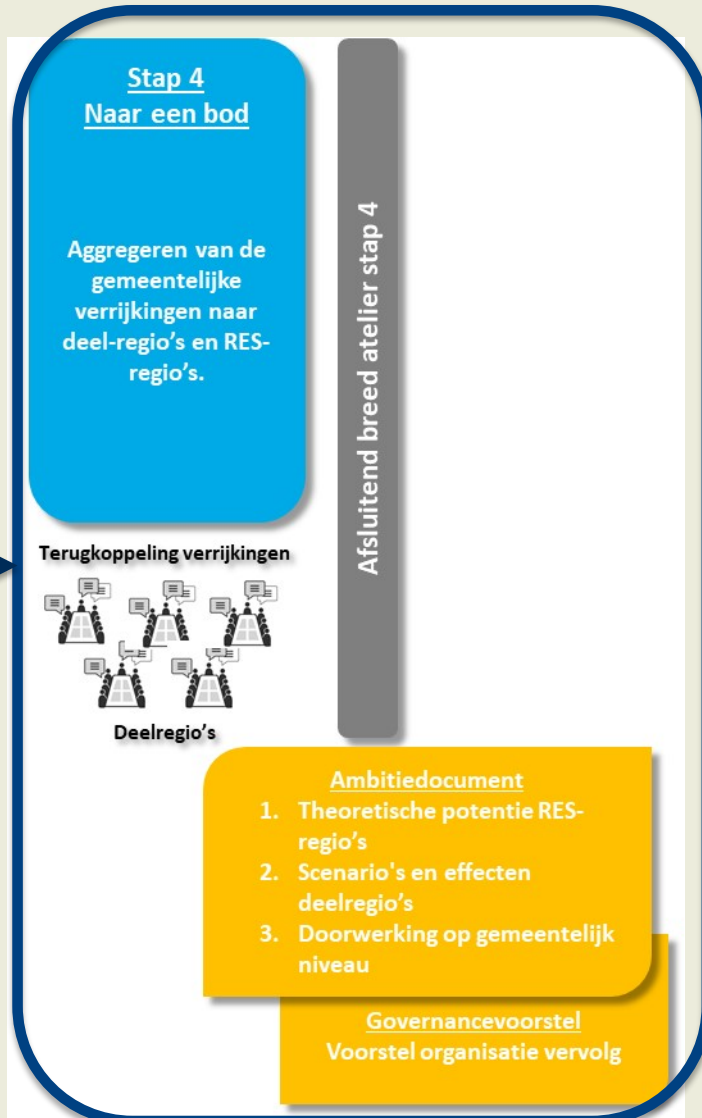 Stap 4
Naar een bod
Aggregeren van de
gemeentelijke
verrijkingen naar
deel-regio's en RES-
regio's.
Afsluitend breed atelier stap 4
Terugkoppeling verrijkingen
Deelregio's
Ambitiedocument
1. Theoretische potentie RES-
regio's
2. Scenario's en effecten
deelregio's
3. Doorwerking op gemeentelijk
niveau
Governancevoorstel
Voorstel organisatie vervolg